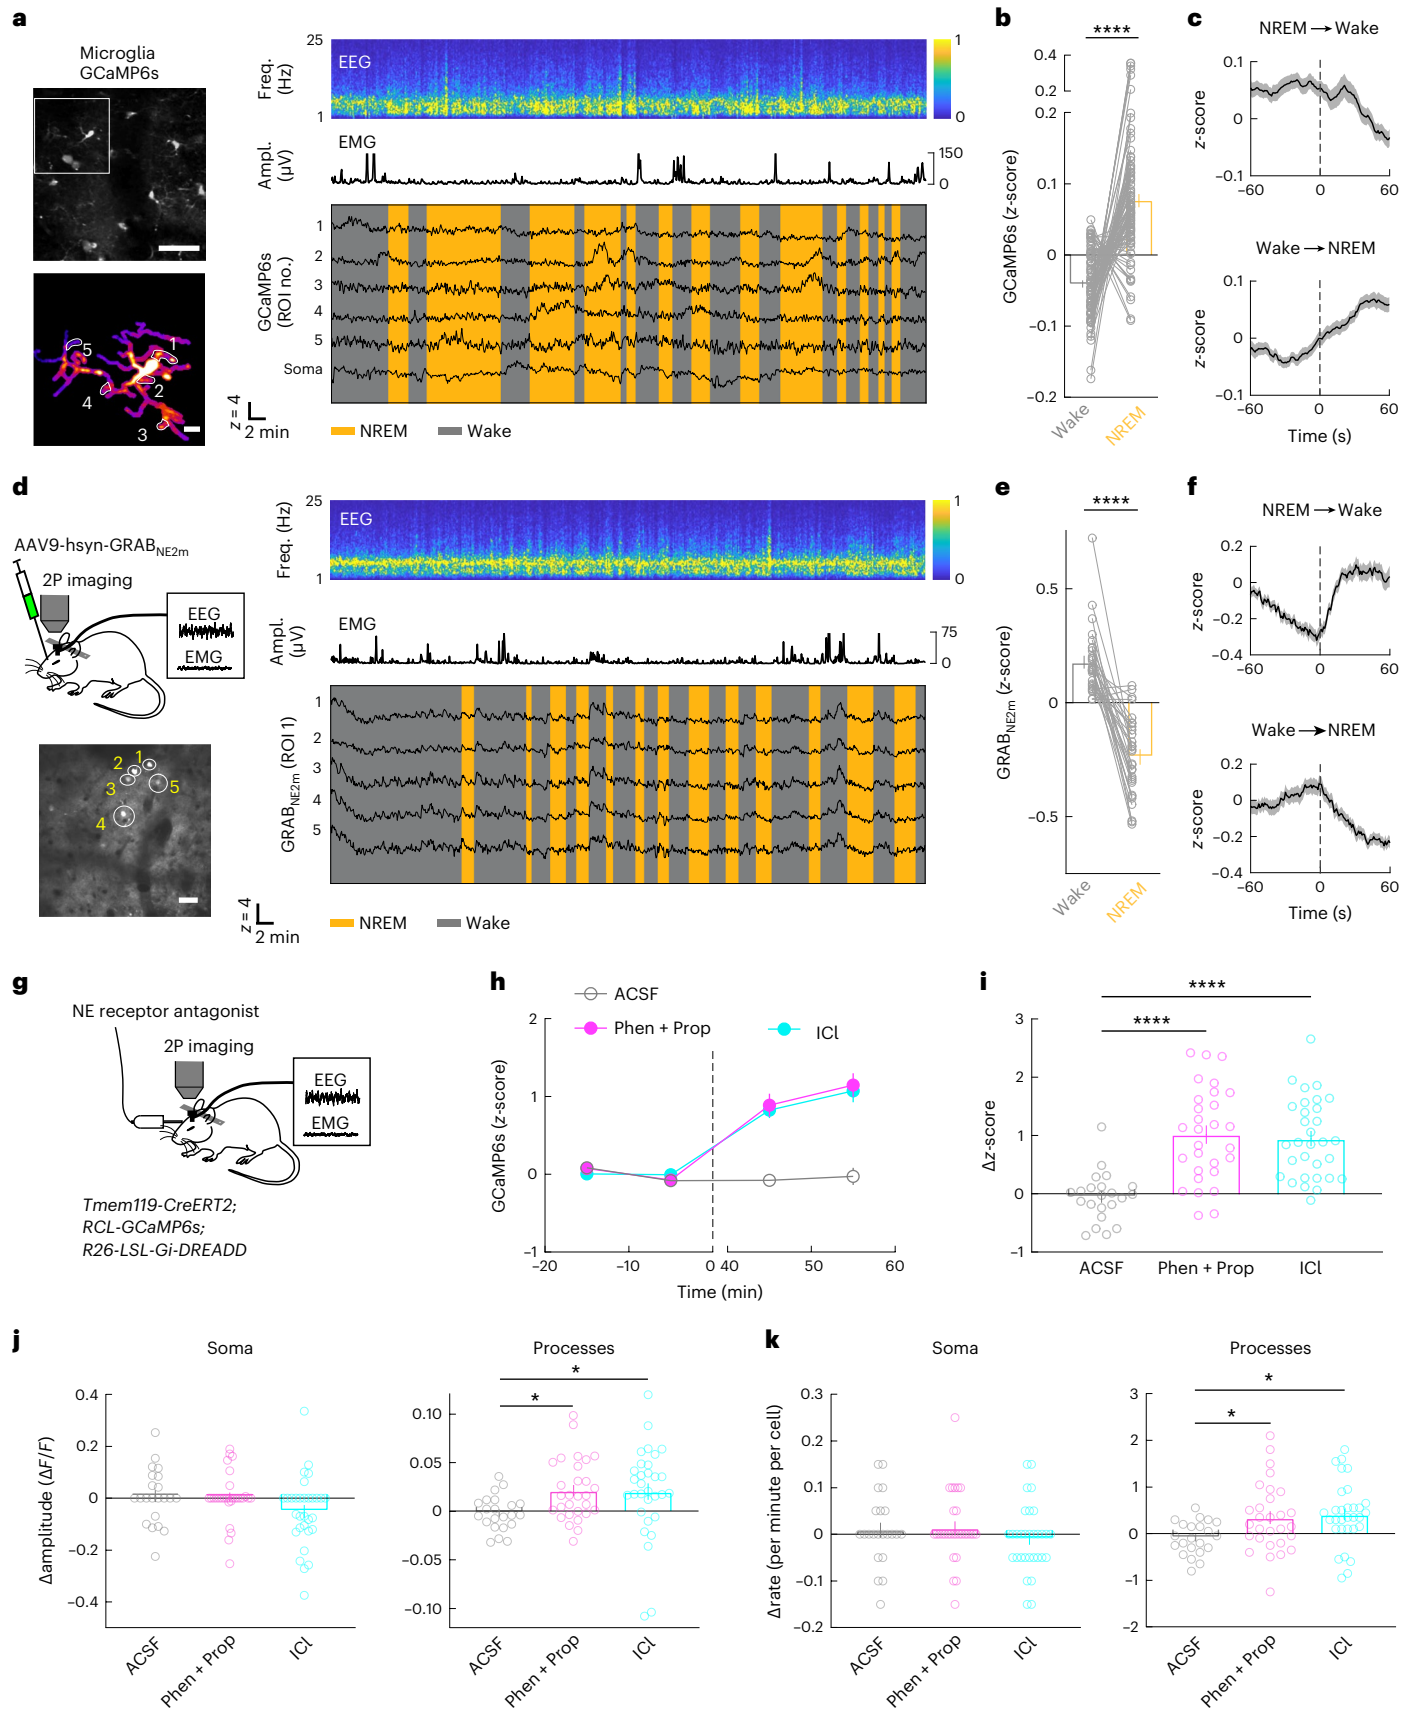 a
Microglia
GCaMP6s
5
1
2
4
3
25
Freq.
(Hz)
1
EEG
1
0
EMG
Ampl.
(µV)
150
0
GCaMP6s
(ROI no.)
1
2
3
4
5
Soma
z = 4
2 min
NREM
Wake
b
****
0.4
0.2
0.2
0.1
0
−0.1
−0.2
GCaMP6s (z-score)
Wake
NREM
c
NREM → Wake
0.1
0
−0.1
z-score
−60
0
60
Wake → NREM
0.1
0
−0.1
z-score
−60
0
60
Time (s)
d
AAV9-hsyn-GRABNE2m
2P imaging
EEG
EMG
2
1
3
5
4
25
Freq. (Hz)
1
EEG
1
0
EMG
Ampl.
(µV)
75
0
GRABNE2m (ROI 1)
1
2
3
4
5
z = 4
2 min
NREM
Wake
e
****
0.5
0
−0.5
GRABNE2m (z-score)
Wake
NREM
f
NREM → Wake
0.2
0
−0.2
−0.4
z-score
−60
0
60
Wake → NREM
0.2
0
−0.2
−0.4
z-score
−60
0
60
Time (s)
g
NE receptor antagonist
2P imaging
EEG
EMG
Tmem119-CreERT2;
RCL-GCaMP6s;
R26-LSL-Gi-DREADD
h
ACSF
Phen + Prop
ICl
2
1
0
−1
GCaMP6s (z-score)
−20
−10
0
40
60
Time (min)
i
****
****
3
2
1
0
−1
Δz-score
ACSF
Phen + Prop
ICl
j
Soma
0.4
0.2
0
−0.2
−0.4
Δamplitude (ΔF/F)
ACSF
Phen + Prop
ICl
Processes
*
*
0.10
0.05
0
−0.05
−0.10
ACSF
Phen + Prop
ICl
k
Soma
0.3
0.2
0.1
0
−0.1
−0.2
Δrate (per minute per cell)
ACSF
Phen + Prop
ICl
Processes
*
*
3
2
1
0
−1
−2
ACSF
Phen + Prop
ICl